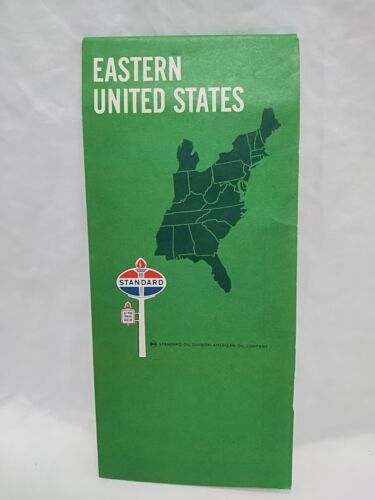 EASTERN
UNITED STATES
STANDARD
STANDARD OIL DIVISION AMERICAN OIL COMPANY